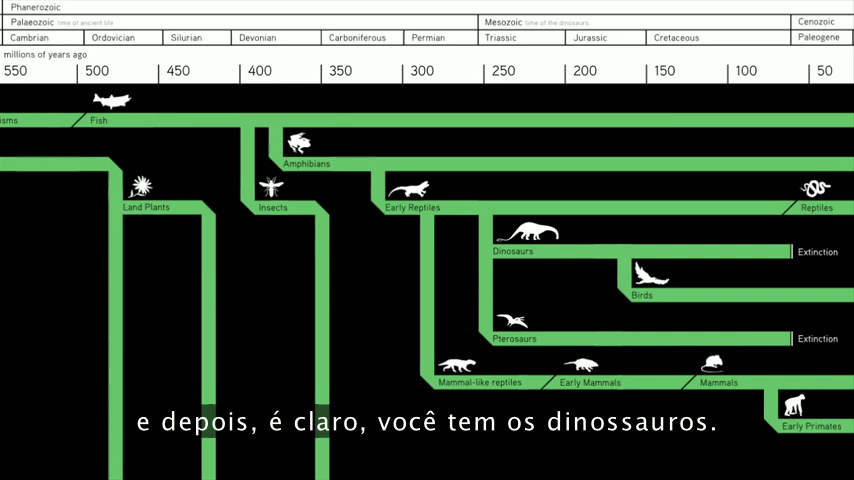 Phanerozoic
Palaeozoic time of ancient life Mesozoic time of the dinosaurs Cenozoic
Cambrian Ordovician Silurian Devonian Carboniferous Permian Triassic Jurassic Cretaceous Paleogene
millions of years ago
550 500 450 400 350 300 250 200 150 100 50
isms Fish
Amphibians
Land Plants Insects Early Reptiles Reptiles
Dinosaurs Extinction
Birds
Pterosaurs Extinction
Mammal-like reptiles Early Mammals Mammals
e depois, é claro, você tem os dinossauros.
Early Primates